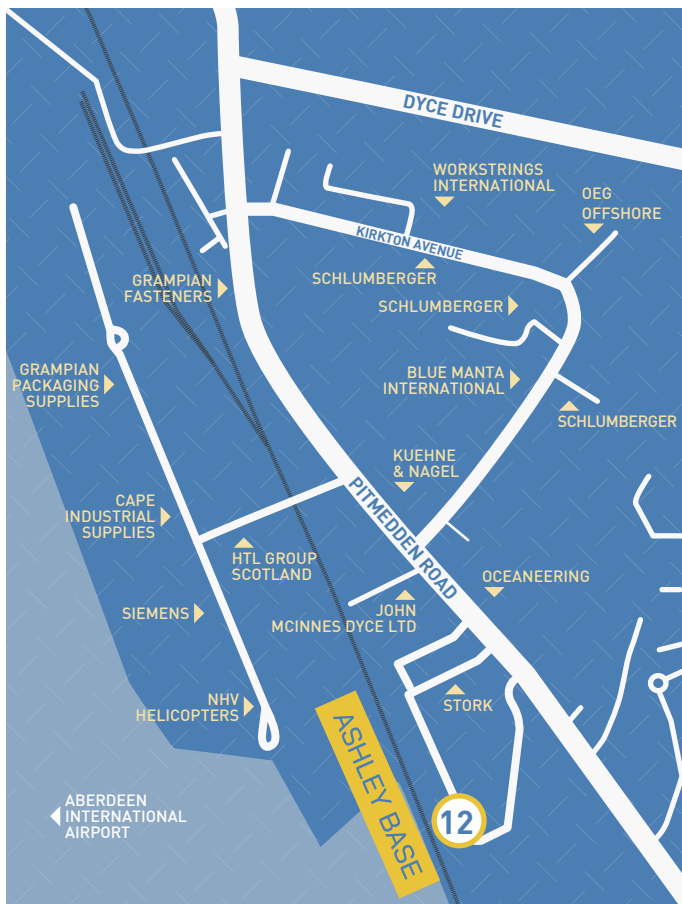 DYCE DRIVE
WORKSTRINGS
INTERNATIONAL
OEG
OFFSHORE
KIRKTON AVENUE
GRAMPIAN
FASTENERS
SCHLUMBERGER
SCHLUMBERGER
GRAMPIAN
PACKAGING
SUPPLIES
BLUE MANTA
INTERNATIONAL
SCHLUMBERGER
KUEHNE
& NAGEL
PITMEDDEN ROAD
CAPE
INDUSTRIAL
SUPPLIES
HTL GROUP
SCOTLAND
OCEANEERING
SIEMENS
JOHN
MCINNES DYCE LTD
NHV
HELICOPTERS
STORK
ASHLEY BASE
12
ABERDEEN
INTERNATIONAL
AIRPORT